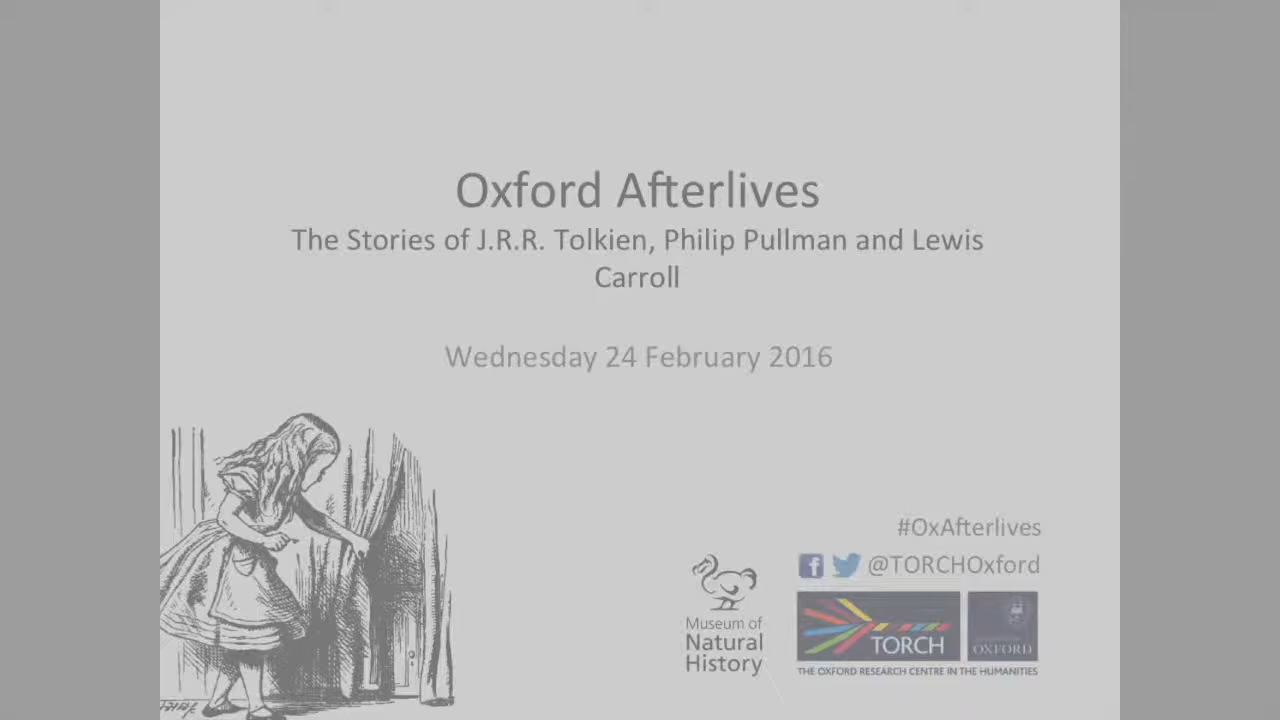 Oxford Afterlives
The Stories of J.R.R. Tolkien, Philip Pullman and Lewis
Carroll
Wednesday 24 February 2016
#OxAfterlives
@TORCHOxford
Museum of
Natural
History
TORCH
OXFORD
THE OXFORD RESEARCH CENTRE IN THE HUMANITIES